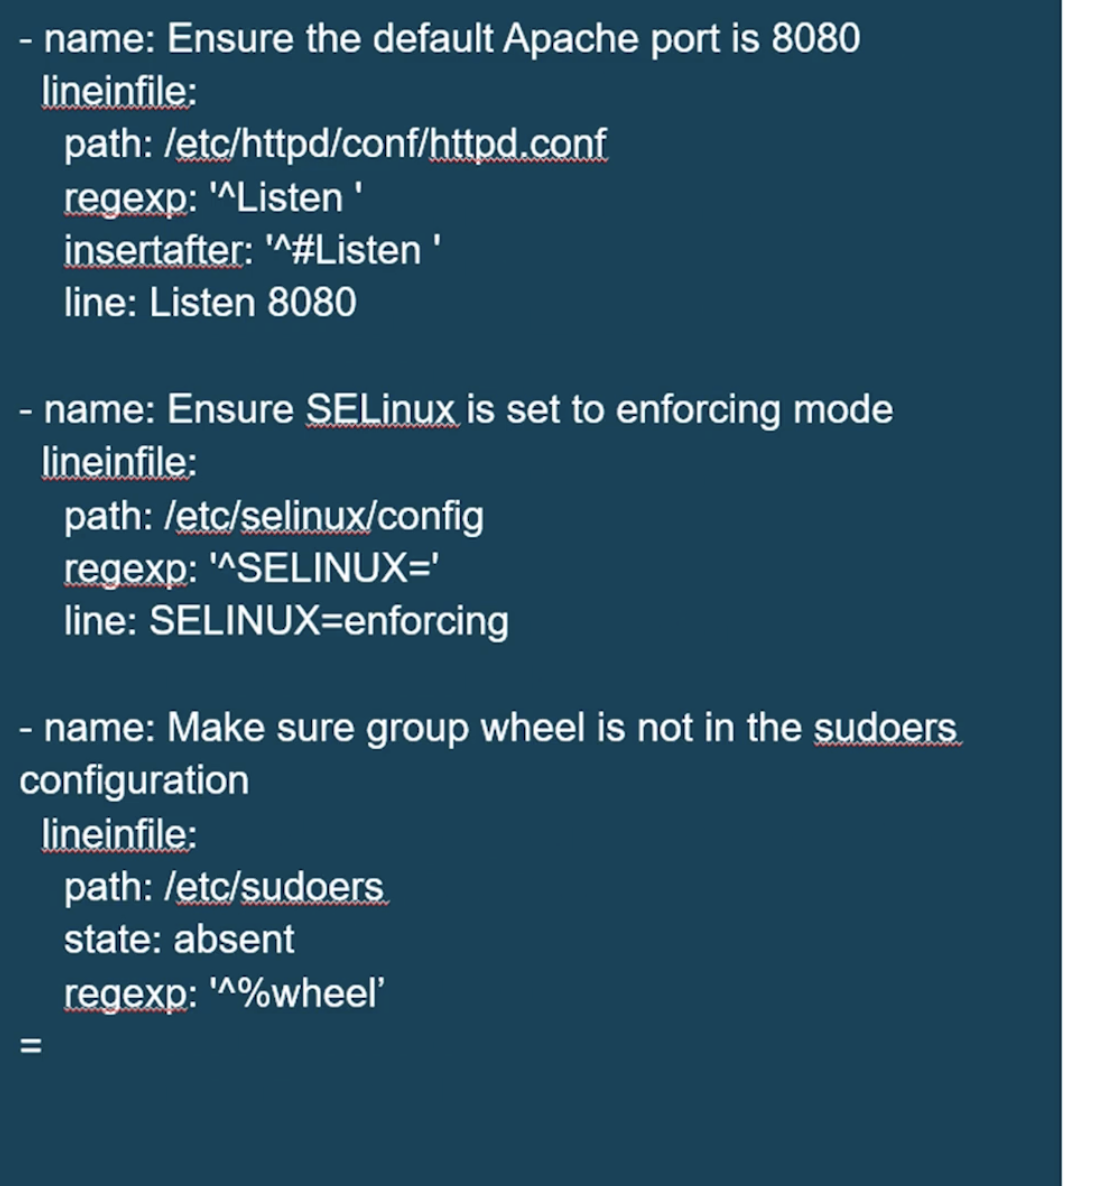 - name: Ensure the default Apache port is 8080
  lineinfile:
    path: /etc/httpd/conf/httpd.conf
    regexp: '^Listen '
    insertafter: '^#Listen '
    line: Listen 8080

- name: Ensure SELinux is set to enforcing mode
  lineinfile:
    path: /etc/selinux/config
    regexp: '^SELINUX='
    line: SELINUX=enforcing

- name: Make sure group wheel is not in the sudoers
configuration
  lineinfile:
    path: /etc/sudoers
    state: absent
    regexp: '^%wheel’
=